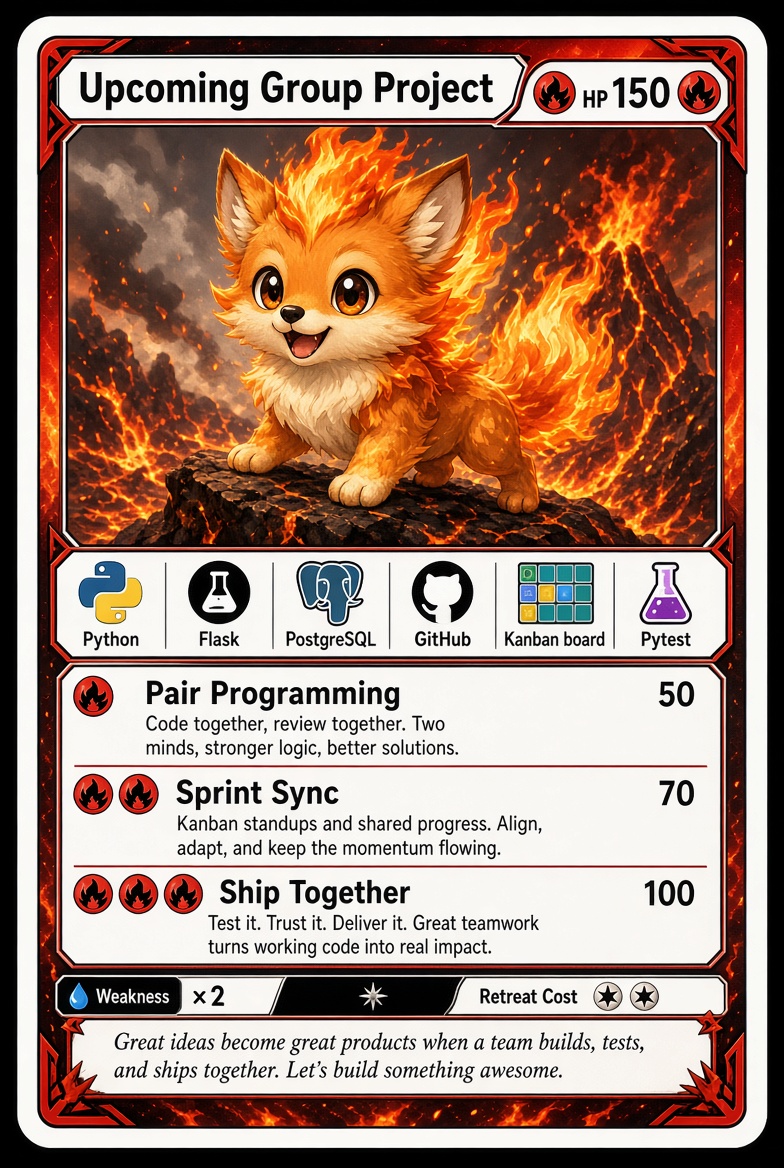 Upcoming Group Project
HP 150
Python
Flask
PostgreSQL
GitHub
Kanban board
Pytest
Pair Programming
50
Code together, review together. Two
minds, stronger logic, better solutions.
Sprint Sync
70
Kanban standups and shared progress. Align,
adapt, and keep the momentum flowing.
Ship Together
100
Test it. Trust it. Deliver it. Great teamwork
turns working code into real impact.
Weakness ×2
Retreat Cost
Great ideas become great products when a team builds, tests,
and ships together. Let's build something awesome.